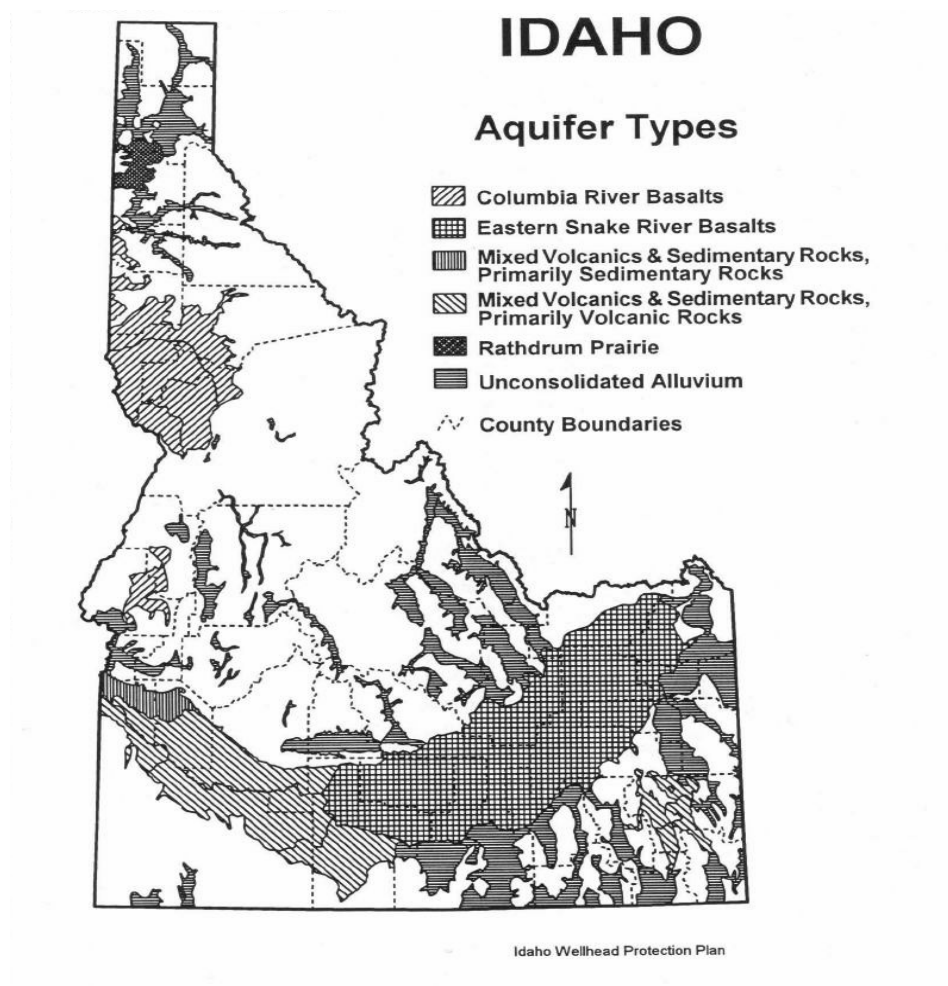 IDAHO
Aquifer Types
Columbia River Basalts
Eastern Snake River Basalts
Mixed Volcanics & Sedimentary Rocks,
Primarily Sedimentary Rocks
Mixed Volcanics & Sedimentary Rocks,
Primarily Volcanic Rocks
Rathdrum Prairie
Unconsolidated Alluvium
County Boundaries
N
Idaho Wellhead Protection Plan